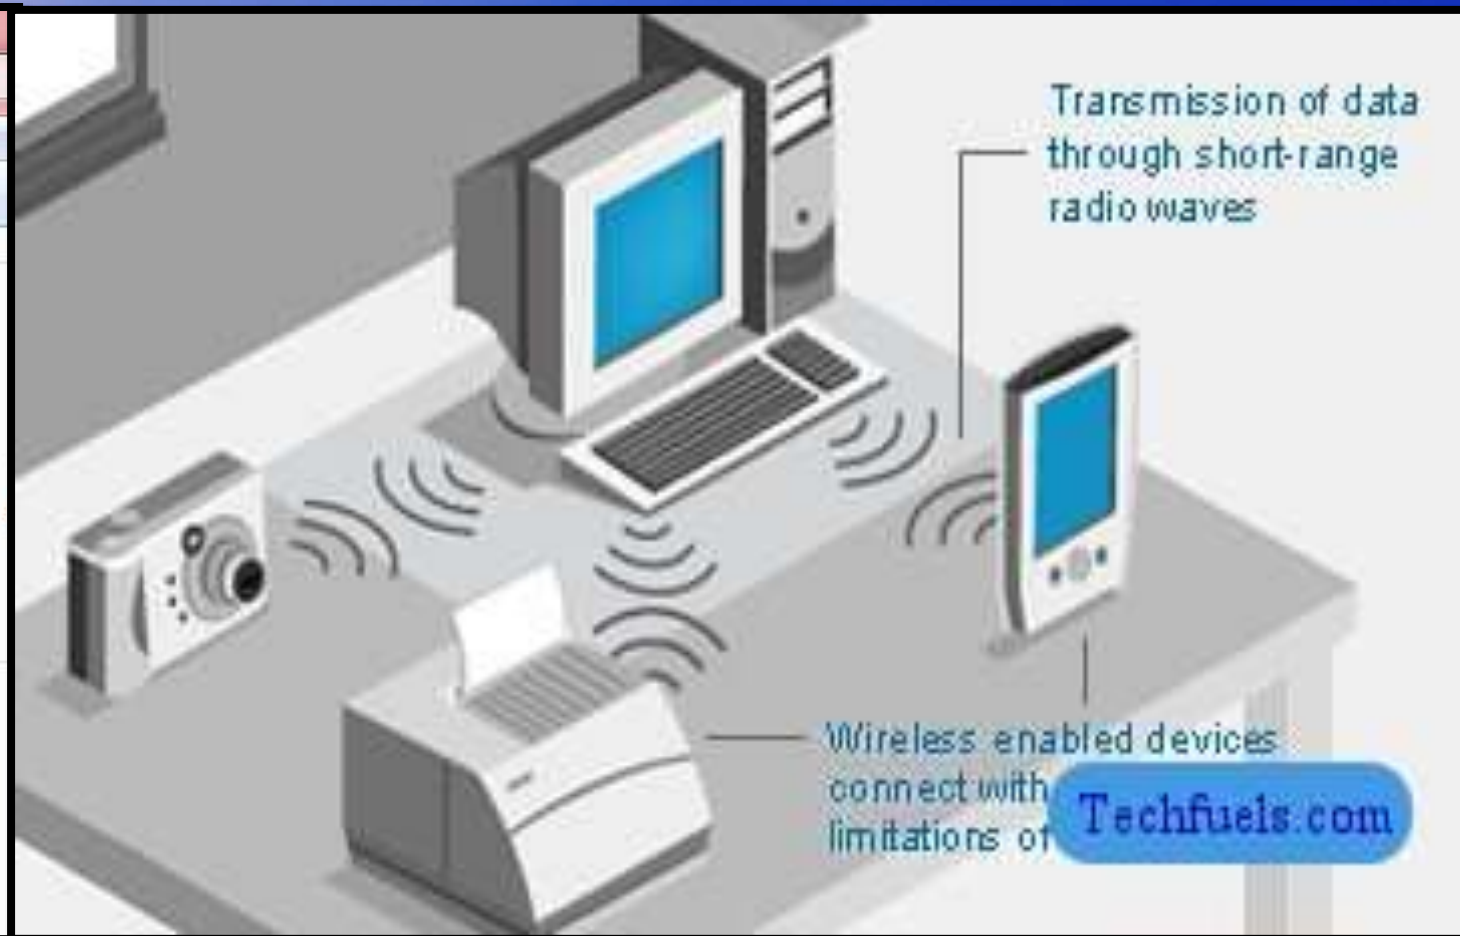 Transmission of data
through short-range
radio waves
Wireless enabled devices
connect with
limitations of
Techfuels.com